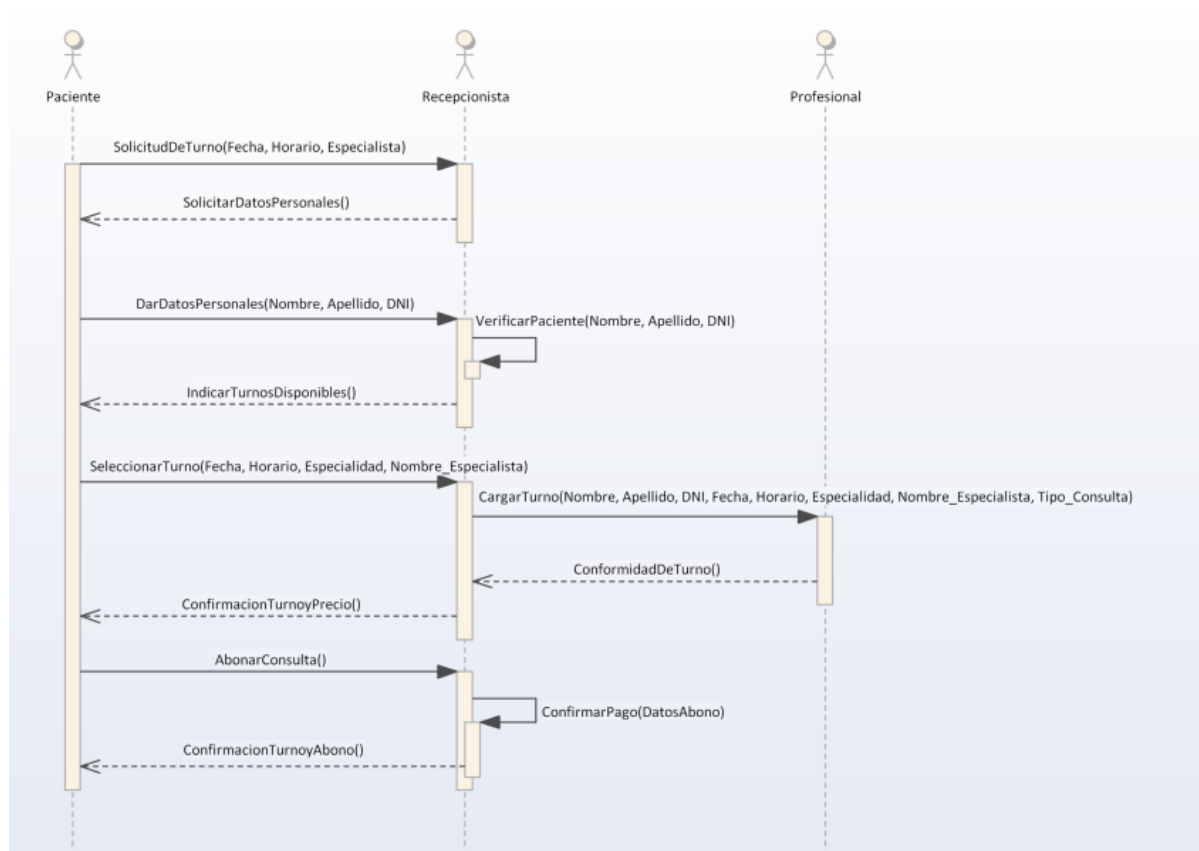 Paciente
Recepcionista
Profesional
SolicitudDeTurno(Fecha, Horario, Especialista)
SolicitarDatosPersonales()
DarDatosPersonales(Nombre, Apellido, DNI)
VerificarPaciente(Nombre, Apellido, DNI)
IndicarTurnosDisponibles()
SeleccionarTurno(Fecha, Horario, Especialidad, Nombre_Especialista)
CargarTurno(Nombre, Apellido, DNI, Fecha, Horario, Especialidad, Nombre_Especialista, Tipo_Consulta)
ConformidadDeTurno()
ConfirmacionTurnoyPrecio()
AbonarConsulta()
ConfirmarPago(DatosAbono)
ConfirmacionTurnoyAbono()